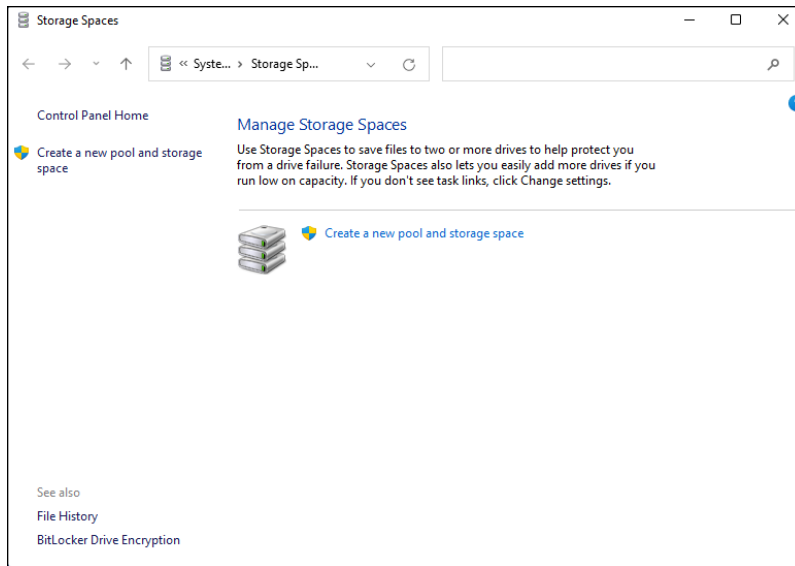 Storage Spaces
« Syste... › Storage Sp...
Control Panel Home
Create a new pool and storage
space
Manage Storage Spaces
Use Storage Spaces to save files to two or more drives to help protect you
from a drive failure. Storage Spaces also lets you easily add more drives if you
run low on capacity. If you don't see task links, click Change settings.
Create a new pool and storage space
See also
File History
BitLocker Drive Encryption